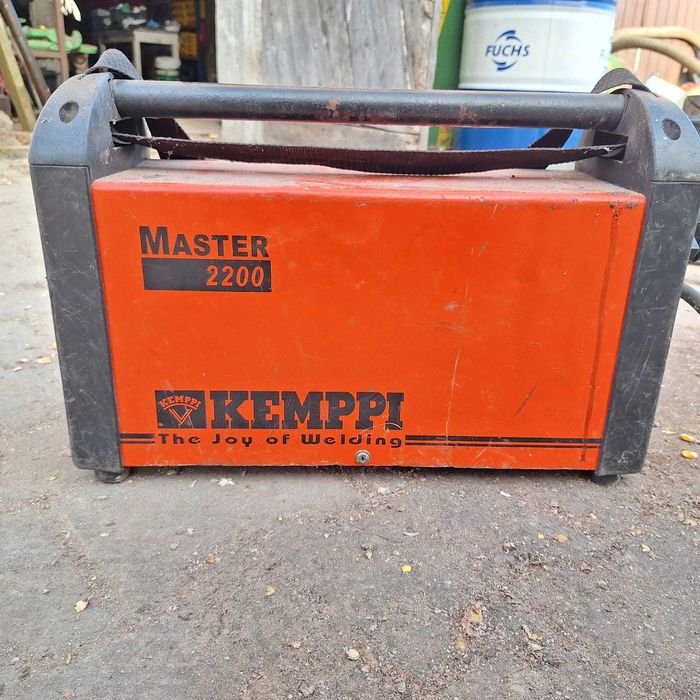 FUCHS
MASTER
2200
KEMPPI
KEMPPI
The Joy of Welding